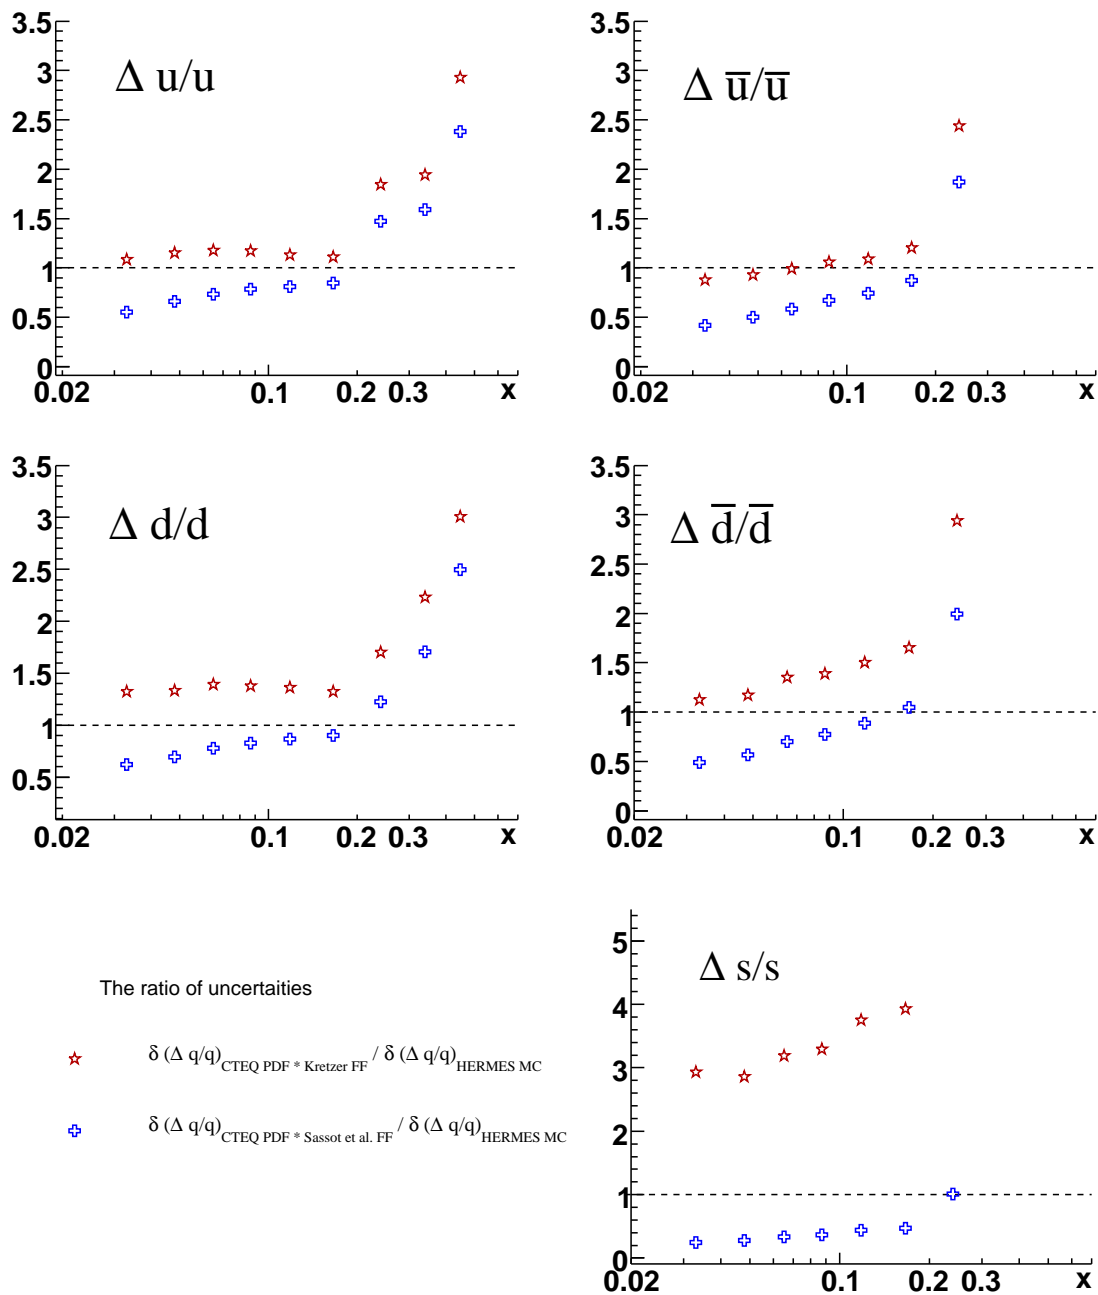 3.5
3
2.5
2
1.5
1
0.5
0
Δ u/u
0.02 0.1 0.2 0.3 x
3.5
3
2.5
2
1.5
1
0.5
0
Δ u̅/u̅
0.02 0.1 0.2 0.3 x
3.5
3
2.5
2
1.5
1
0.5
Δ d/d
0.02 0.1 0.2 0.3 x
3.5
3
2.5
2
1.5
1
0.5
0
Δ d̅/d̅
0.02 0.1 0.2 0.3 x
The ratio of uncertaities
δ (Δ q/q)CTEQ PDF * Kretzer FF / δ (Δ q/q)HERMES MC
δ (Δ q/q)CTEQ PDF * Sassot et al. FF / δ (Δ q/q)HERMES MC
5
4
3
2
1
0
Δ s/s
0.02 0.1 0.2 0.3 x